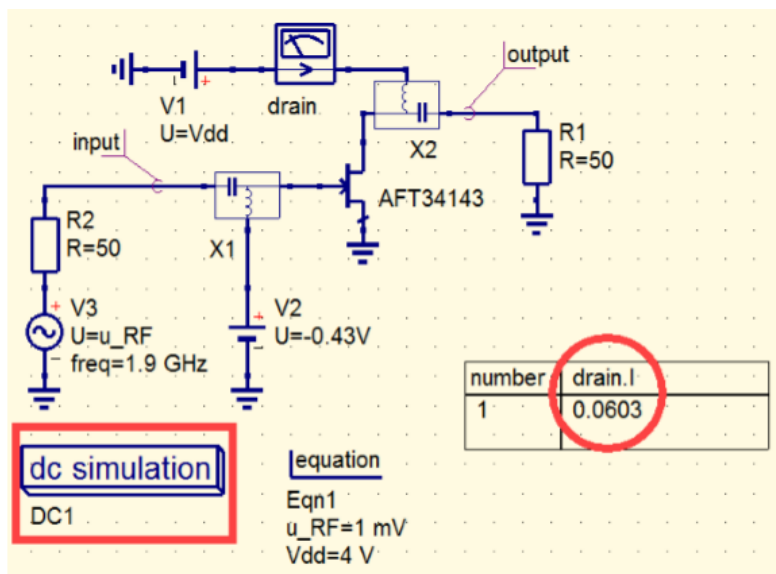 output
V1
U=Vdd
drain
input
X2
R1
R=50
AFT34143
R2
R=50
X1
V3
U=u_RF
freq=1.9 GHz
V2
U=-0.43V
number drain.I
1 0.0603
dc simulation
DC1
equation
Eqn1
u_RF=1 mV
Vdd=4 V